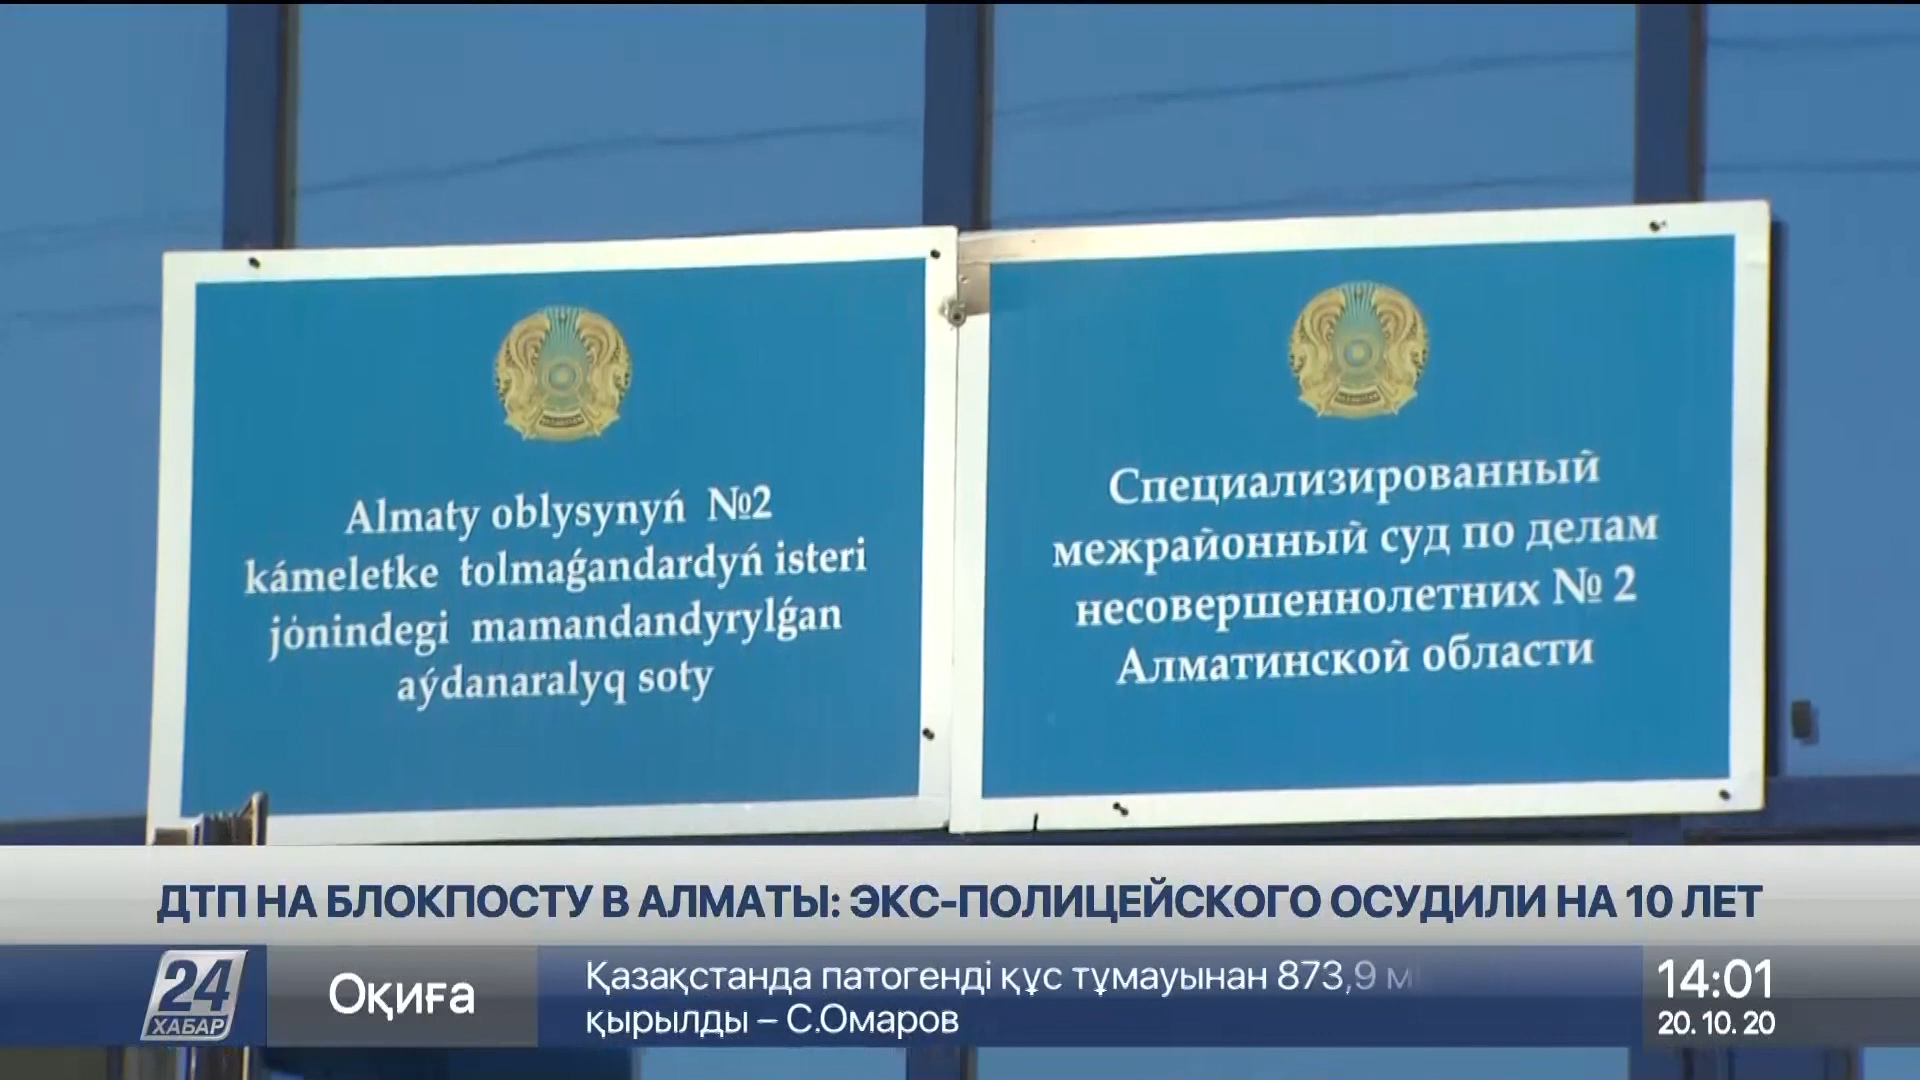 Almaty oblysynyń №2
kámeletke tolmaǵandardyń isteri
jónindegi mamandandyrylǵan
aýdanaralyq soty
Специализированный
межрайонный суд по делам
несовершеннолетних № 2
Алматинской области
ДТП НА БЛОКПОСТУ В АЛМАТЫ: ЭКС-ПОЛИЦЕЙСКОГО ОСУДИЛИ НА 10 ЛЕТ
24
ХАБАР
Оқиға
Қазақстанда патогенді құс тұмауынан 873,9
қырылды – С.Омаров
14:01
20. 10. 20